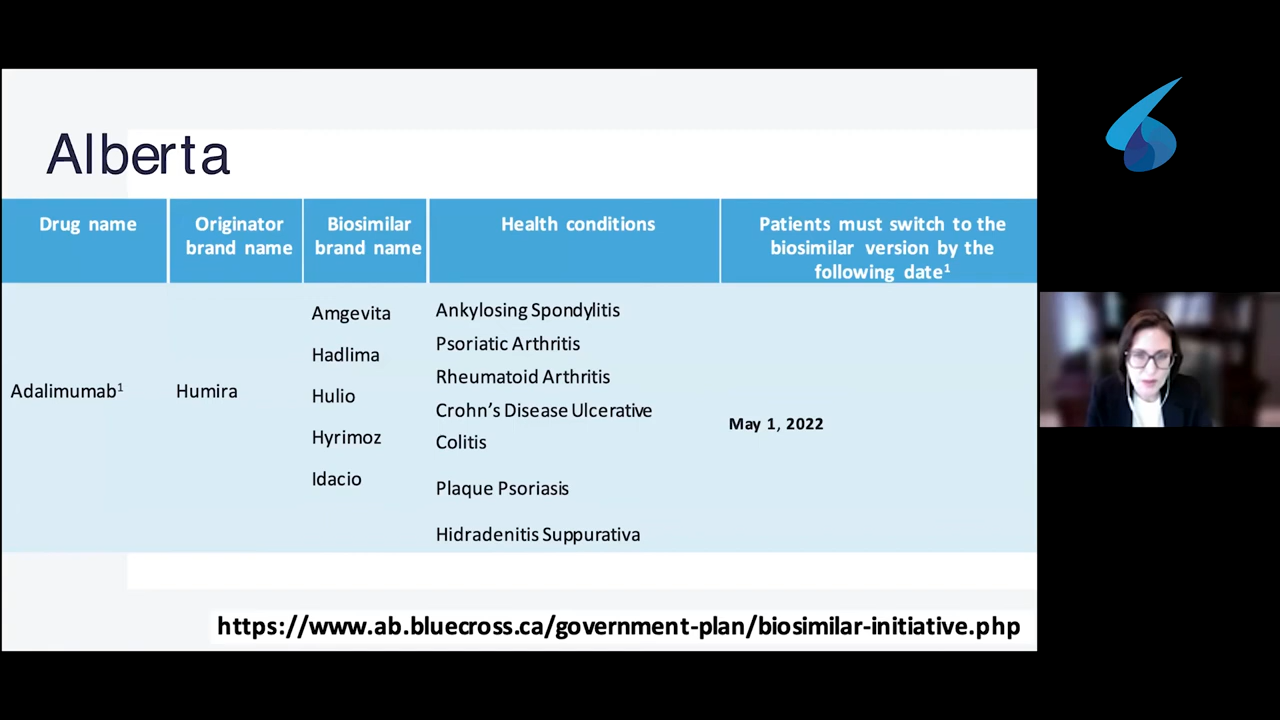 Alberta
Drug name
Originator
brand name
Biosimilar
brand name
Health conditions
Patients must switch to the
biosimilar version by the
following date¹
Adalimumab¹
Humira
Amgevita
Hadlima
Hulio
Hyrimoz
Idacio
Ankylosing Spondylitis
Psoriatic Arthritis
Rheumatoid Arthritis
Crohn’s Disease Ulcerative
Colitis
Plaque Psoriasis
Hidradenitis Suppurativa
May 1, 2022
https://www.ab.bluecross.ca/government-plan/biosimilar-initiative.php